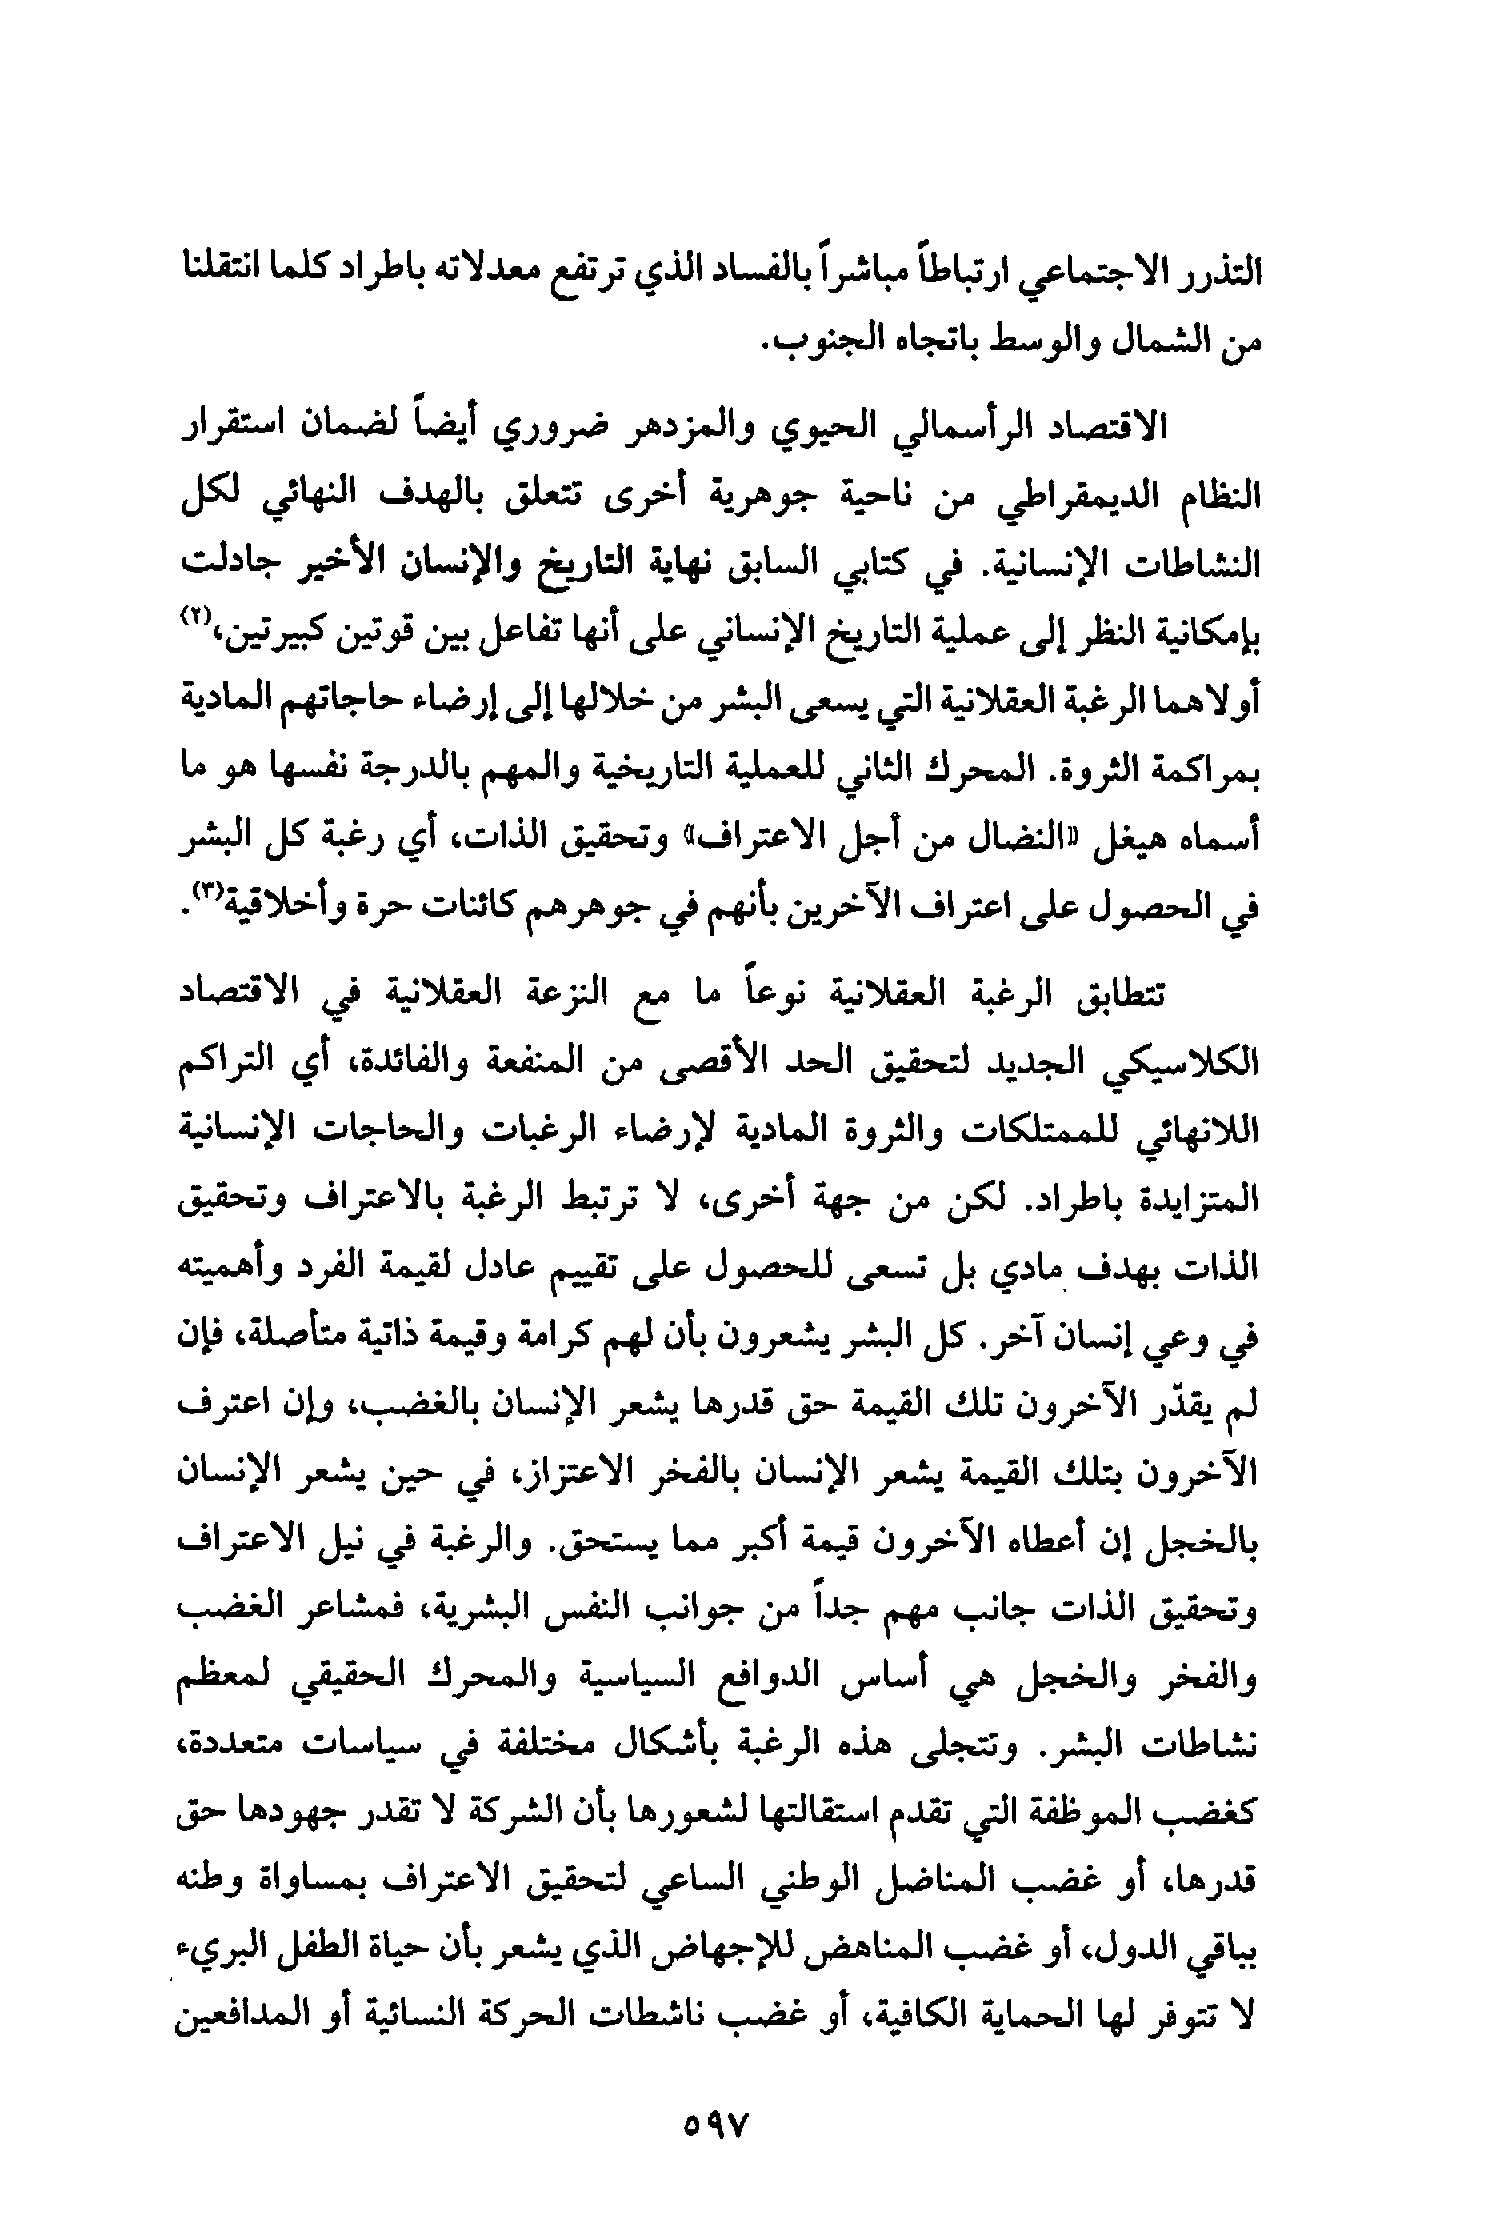 التذرر الاجتماعي ارتباطاً مباشراً بالفساد الذي ترتفع معدلاته باطراد كلما انتقلنا
من الشمال والوسط باتجاه الجنوب.
الاقتصاد الرأسمالي الحيوي والمزدهر ضروري أيضاً لضمان استقرار
النظام الديمقراطي من ناحية جوهرية أخرى تتعلق بالهدف النهائي لكل
النشاطات الإنسانية. في كتابي السابق نهاية التاريخ والإنسان الأخير جادلت
بإمكانية النظر إلى عملية التاريخ الإنساني على أنها تفاعل بين قوتين كبيرتين،(٢)
أولاهما الرغبة العقلانية التي يسعى البشر من خلالها إلى إرضاء حاجاتهم المادية
بمراكمة الثروة. المحرك الثاني للعملية التاريخية والمهم بالدرجة نفسها هو ما
أسماه هيغل «النضال من أجل الاعتراف» وتحقيق الذات، أي رغبة كل البشر
في الحصول على اعتراف الآخرين بأنهم في جوهرهم كائنات حرة وأخلاقية(٣).
تتطابق الرغبة العقلانية نوعاً ما مع النزعة العقلانية في الاقتصاد
الكلاسيكي الجديد لتحقيق الحد الأقصى من المنفعة والفائدة، أي التراكم
اللانهائي للممتلكات والثروة المادية لإرضاء الرغبات والحاجات الإنسانية
المتزايدة باطراد. لكن من جهة أخرى، لا ترتبط الرغبة بالاعتراف وتحقيق
الذات بهدف مادي بل تسعى للحصول على تقييم عادل لقيمة الفرد وأهميته
في وعي إنسان آخر. كل البشر يشعرون بأن لهم كرامة وقيمة ذاتية متأصلة، فإن
لم يقدّر الآخرون تلك القيمة حق قدرها يشعر الإنسان بالغضب، وإن اعترف
الآخرون بتلك القيمة يشعر الإنسان بالفخر الاعتزاز، في حين يشعر الإنسان
بالخجل إن أعطاه الآخرون قيمة أكبر مما يستحق. والرغبة في نيل الاعتراف
وتحقيق الذات جانب مهم جداً من جوانب النفس البشرية، فمشاعر الغضب
والفخر والخجل هي أساس الدوافع السياسية والمحرك الحقيقي لمعظم
نشاطات البشر. وتتجلى هذه الرغبة بأشكال مختلفة في سياسات متعددة،
كغضب الموظفة التي تقدم استقالتها لشعورها بأن الشركة لا تقدر جهودها حق
قدرها، أو غضب المناضل الوطني الساعي لتحقيق الاعتراف بمساواة وطنه
بباقي الدول، أو غضب المناهض للإجهاض الذي يشعر بأن حياة الطفل البريء
لا تتوفر لها الحماية الكافية، أو غضب ناشطات الحركة النسائية أو المدافعين
٥٩٧